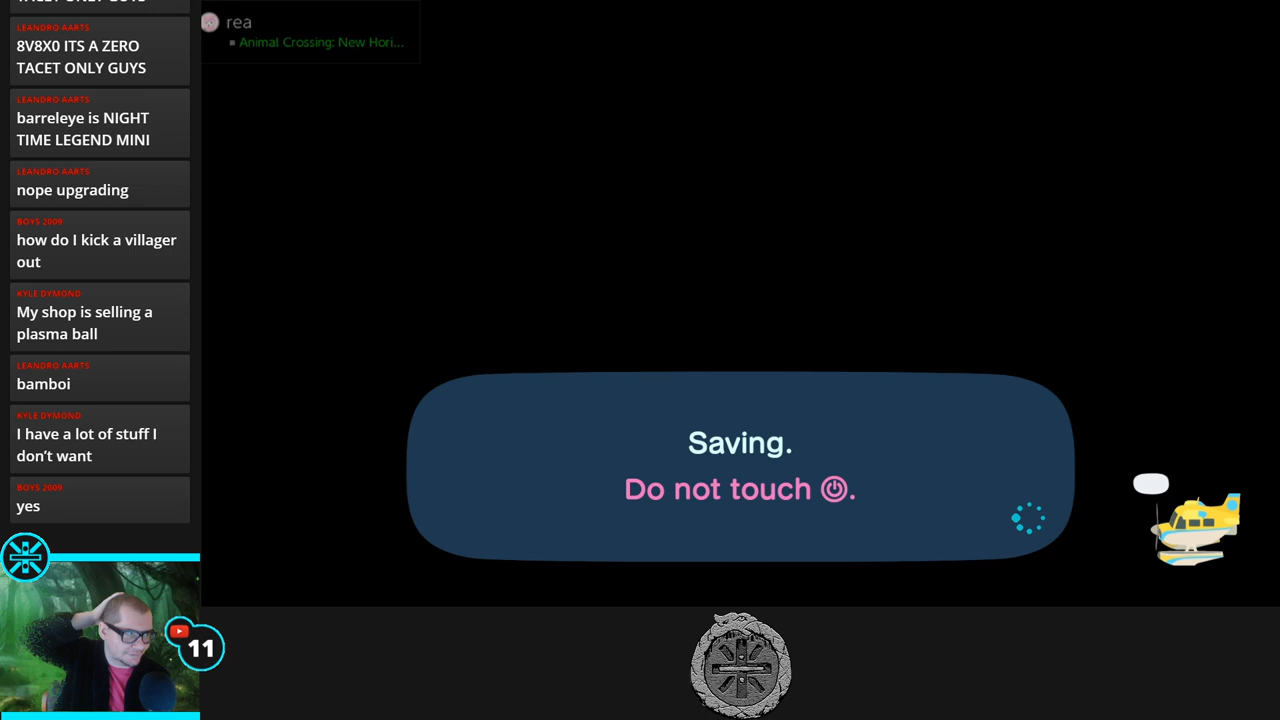 LEANDRO AARTS
8V8X0 ITS A ZERO
TACET ONLY GUYS
LEANDRO AARTS
barreleye is NIGHT
TIME LEGEND MINI
LEANDRO AARTS
nope upgrading
BOYS 2009
how do I kick a villager
out
KYLE DYMOND
My shop is selling a
plasma ball
LEANDRO AARTS
bamboi
KYLE DYMOND
I have a lot of stuff I
don't want
BOYS 2009
yes
11
rea
Animal Crossing: New Hori...
Saving.
Do not touch ⏻.